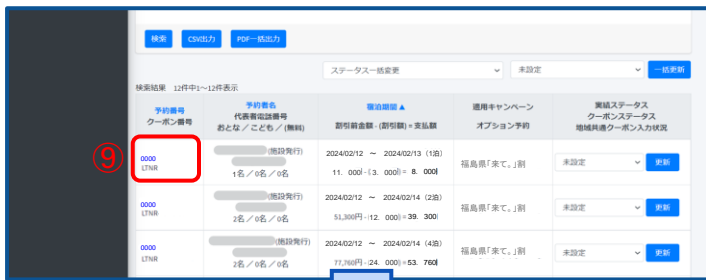 検索 CSV出力 PDF一括出力
ステータス一括変更 未設定 一括更新
検索結果 12件中1～12件表示
予約番号 予約者名 宿泊期間▲ 適用キャンペーン 実績ステータス
クーポン番号 代表者電話番号 クーポンステータス
おとな／こども／(無料) 割引前金額-(割引額)=支払額 オプション予約 地域共通クーポン入力状況
⑨
0000 (施設発行) 2024/02/12 ～ 2024/02/13 (1泊) 福島県「来て。」割 未設定 更新
LTNR
1名／0名／0名 11. 000 - (3. 000) = 8. 000
0000 (施設発行) 2024/02/12 ～ 2024/02/14 (2泊) 福島県「来て。」割 未設定 更新
LTNR
2名／0名／0名 51,300円 - (12. 000) = 39. 300
0000 (施設発行) 2024/02/12 ～ 2024/02/14 (4泊) 福島県「来て。」割 未設定 更新
LTNR
2名／0名／0名 77,760円 - (24. 000) = 53. 760